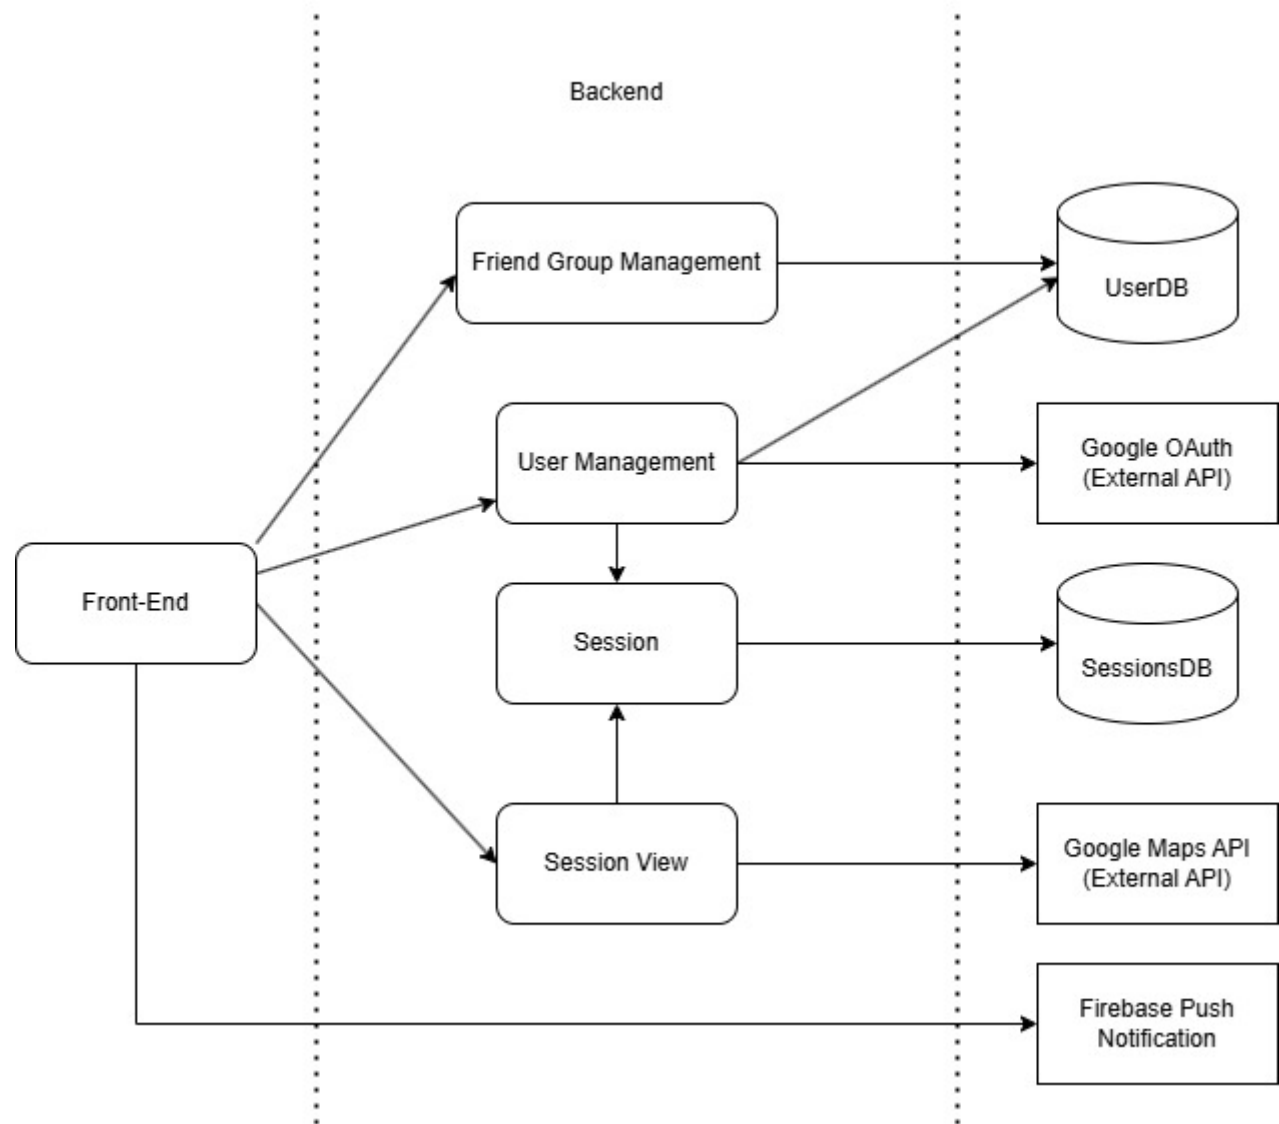 Backend
Friend Group Management
UserDB
User Management
Google OAuth
(External API)
Front-End
Session
SessionsDB
Session View
Google Maps API
(External API)
Firebase Push
Notification